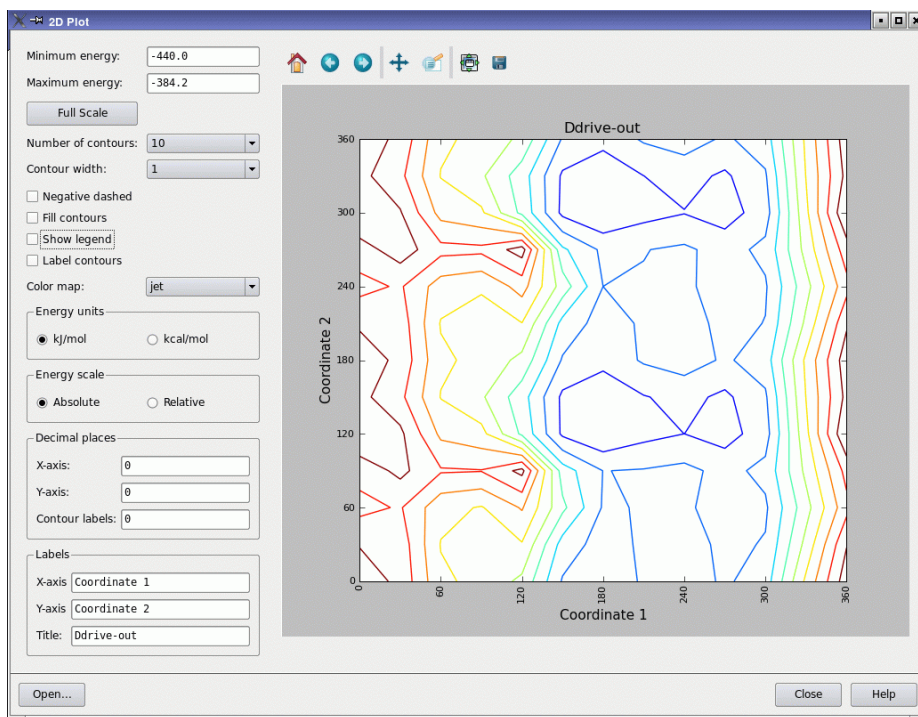 2D Plot
Minimum energy: -440.0
Maximum energy: -384.2
Full Scale
Number of contours: 10
Contour width: 1
Negative dashed
Fill contours
Show legend
Label contours
Color map: jet
Energy units
kJ/mol kcal/mol
Energy scale
Absolute Relative
Decimal places
X-axis: 0
Y-axis: 0
Contour labels: 0
Labels
X-axis Coordinate 1
Y-axis Coordinate 2
Title: Ddrive-out
Ddrive-out
Coordinate 2
360
300
240
180
120
60
0
0 60 120 180 240 300 360
Coordinate 1
Open... Close Help